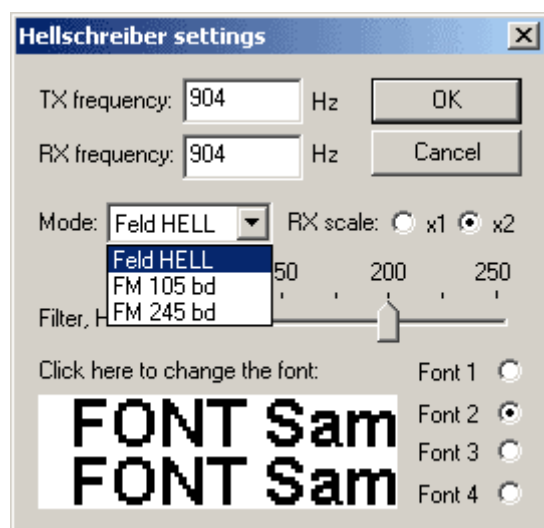 Hellschreiber settings
TX frequency: 904 Hz OK
RX frequency: 904 Hz Cancel
Mode: Feld HELL RX scale: x1 x2
Feld HELL
FM 105 bd
FM 245 bd
200 250
Filter,
Click here to change the font:
Font 1
Font 2
Font 3
Font 4
FONT Sam
FONT Sam